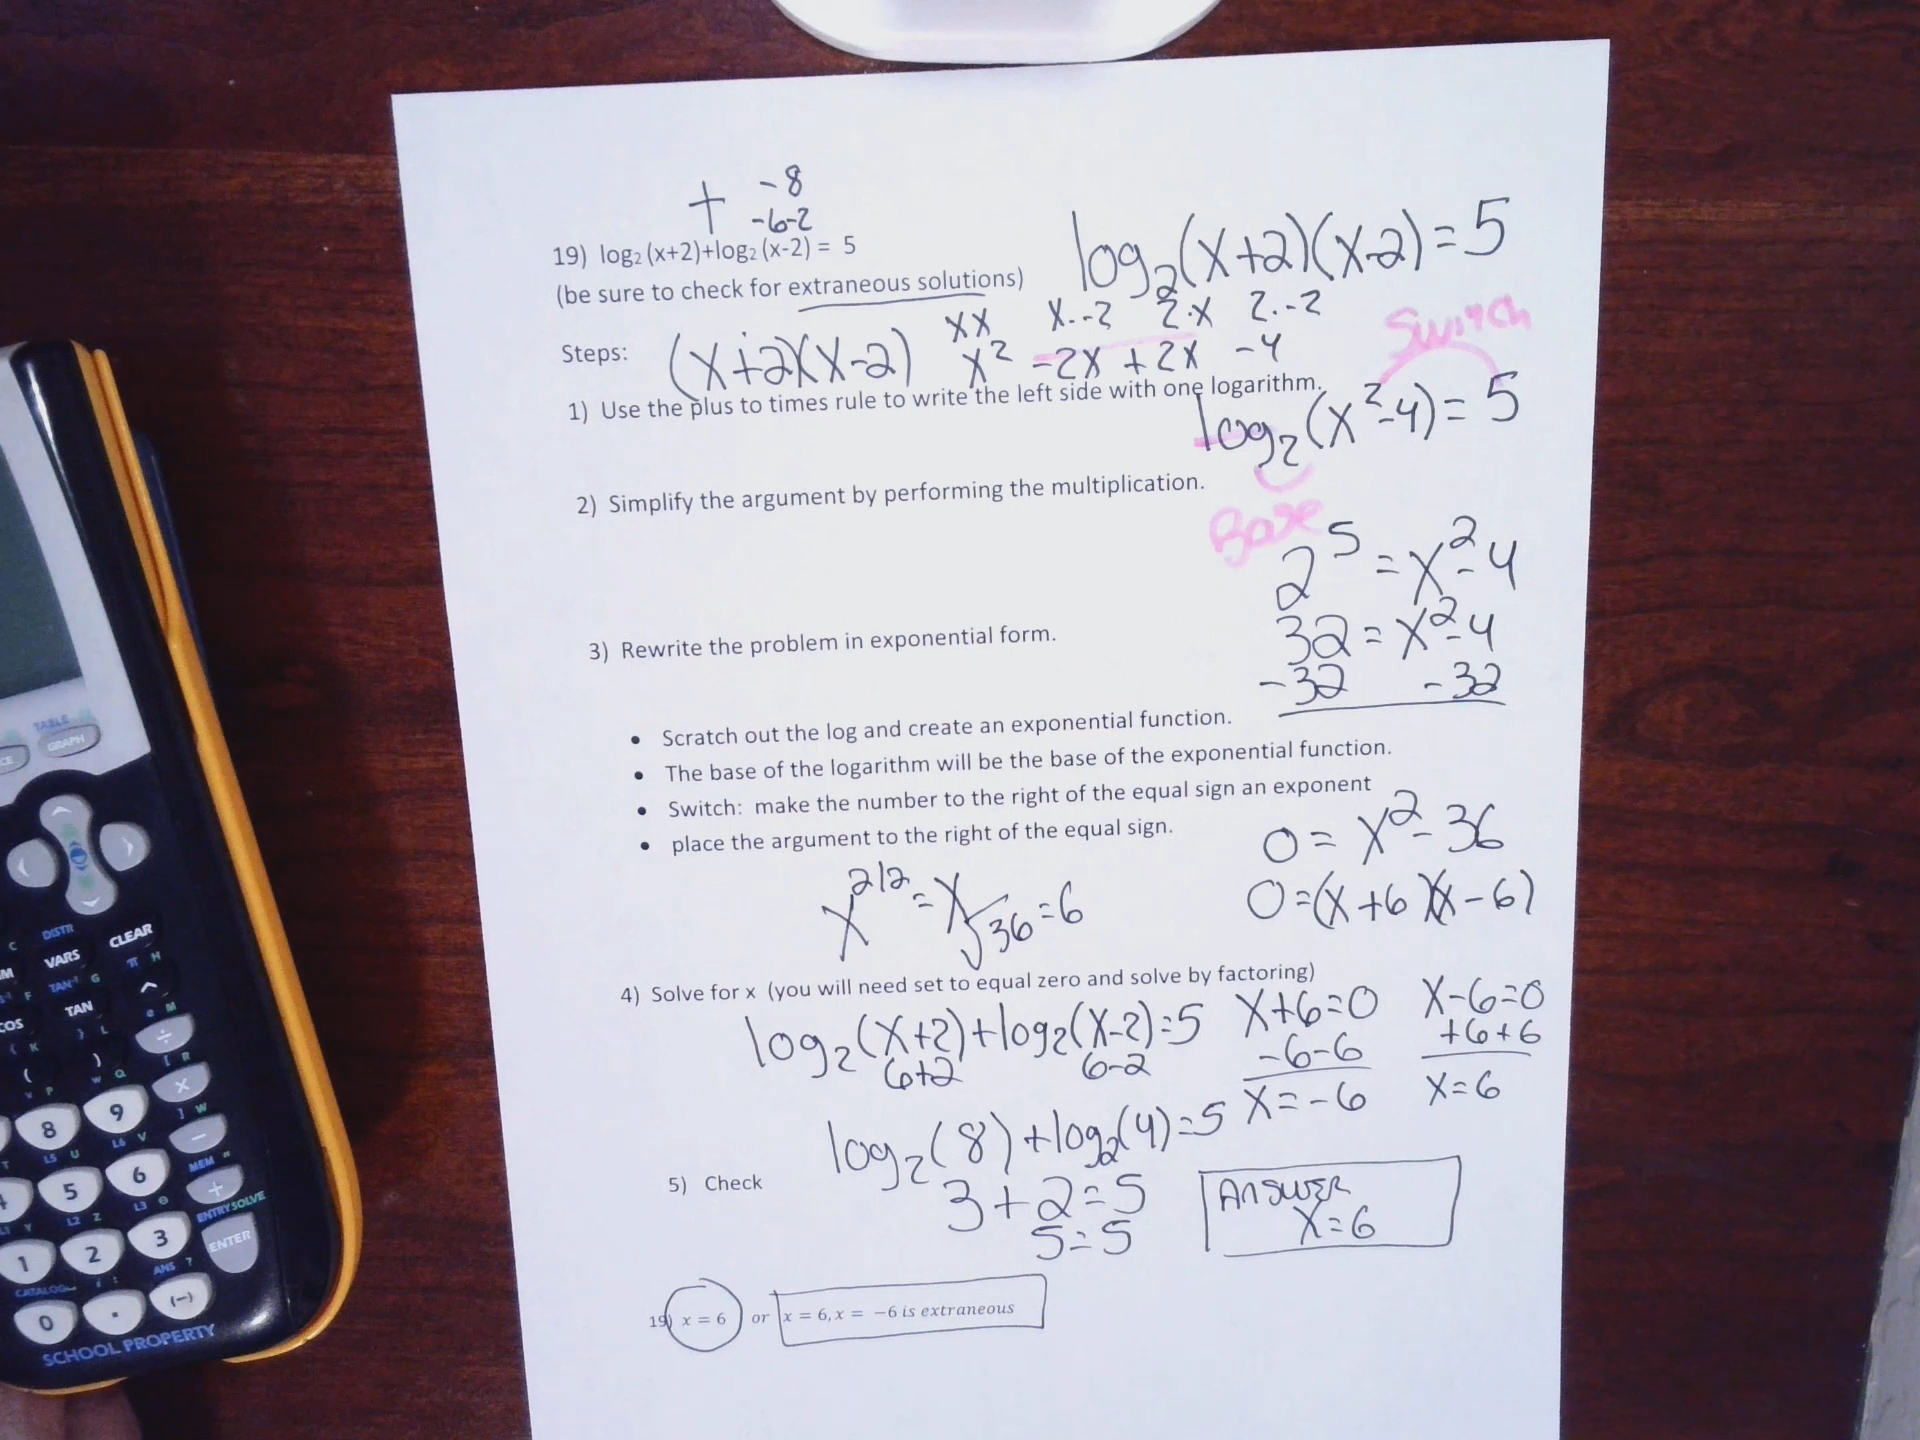 + -8
-6-2
19) log₂ (x+2)+log₂ (x-2) = 5
(be sure to check for extraneous solutions)
log₂(x+2)(x-2)=5
xx x·-2 2·x 2·-2
Steps: (x+2)(x-2) x² -2x +2x -4
Switch
1) Use the plus to times rule to write the left side with one logarithm.
log₂(x²-4)=5
2) Simplify the argument by performing the multiplication.
Base
2⁵=x²-4
32=x²-4
-32 -32
3) Rewrite the problem in exponential form.
• Scratch out the log and create an exponential function.
• The base of the logarithm will be the base of the exponential function.
• Switch: make the number to the right of the equal sign an exponent
• place the argument to the right of the equal sign.
0=x²-36
0=(x+6)(x-6)
x^2/2=x √36=6
4) Solve for x (you will need set to equal zero and solve by factoring)
log₂(x+2)+log₂(x-2)=5
6+2 6-2
x+6=0
-6-6
x=-6
x-6=0
+6+6
x=6
log₂(8)+log₂(4)=5
5) Check
3+2=5
5=5
Answer
x=6
19) x = 6 or x = 6, x = −6 is extraneous
TABLE
GRAPH
DISTR
VARS
CLEAR
TAN⁻¹ G
π H
TAN
^
÷
)
×
8 9
−
L5 U L6 V MEM "
5 6 +
L2 Z L3 θ ENTRY SOLVE
1 2 3 ENTER
CATALOG i : ANS ?
0 . (−)
SCHOOL PROPERTY